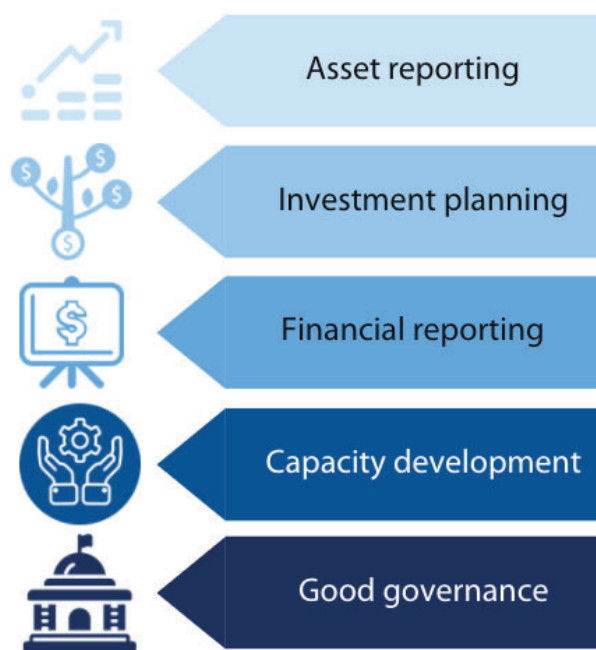 Asset reporting
$ $
Investment planning
$
$
$
Financial reporting
Capacity development
Good governance